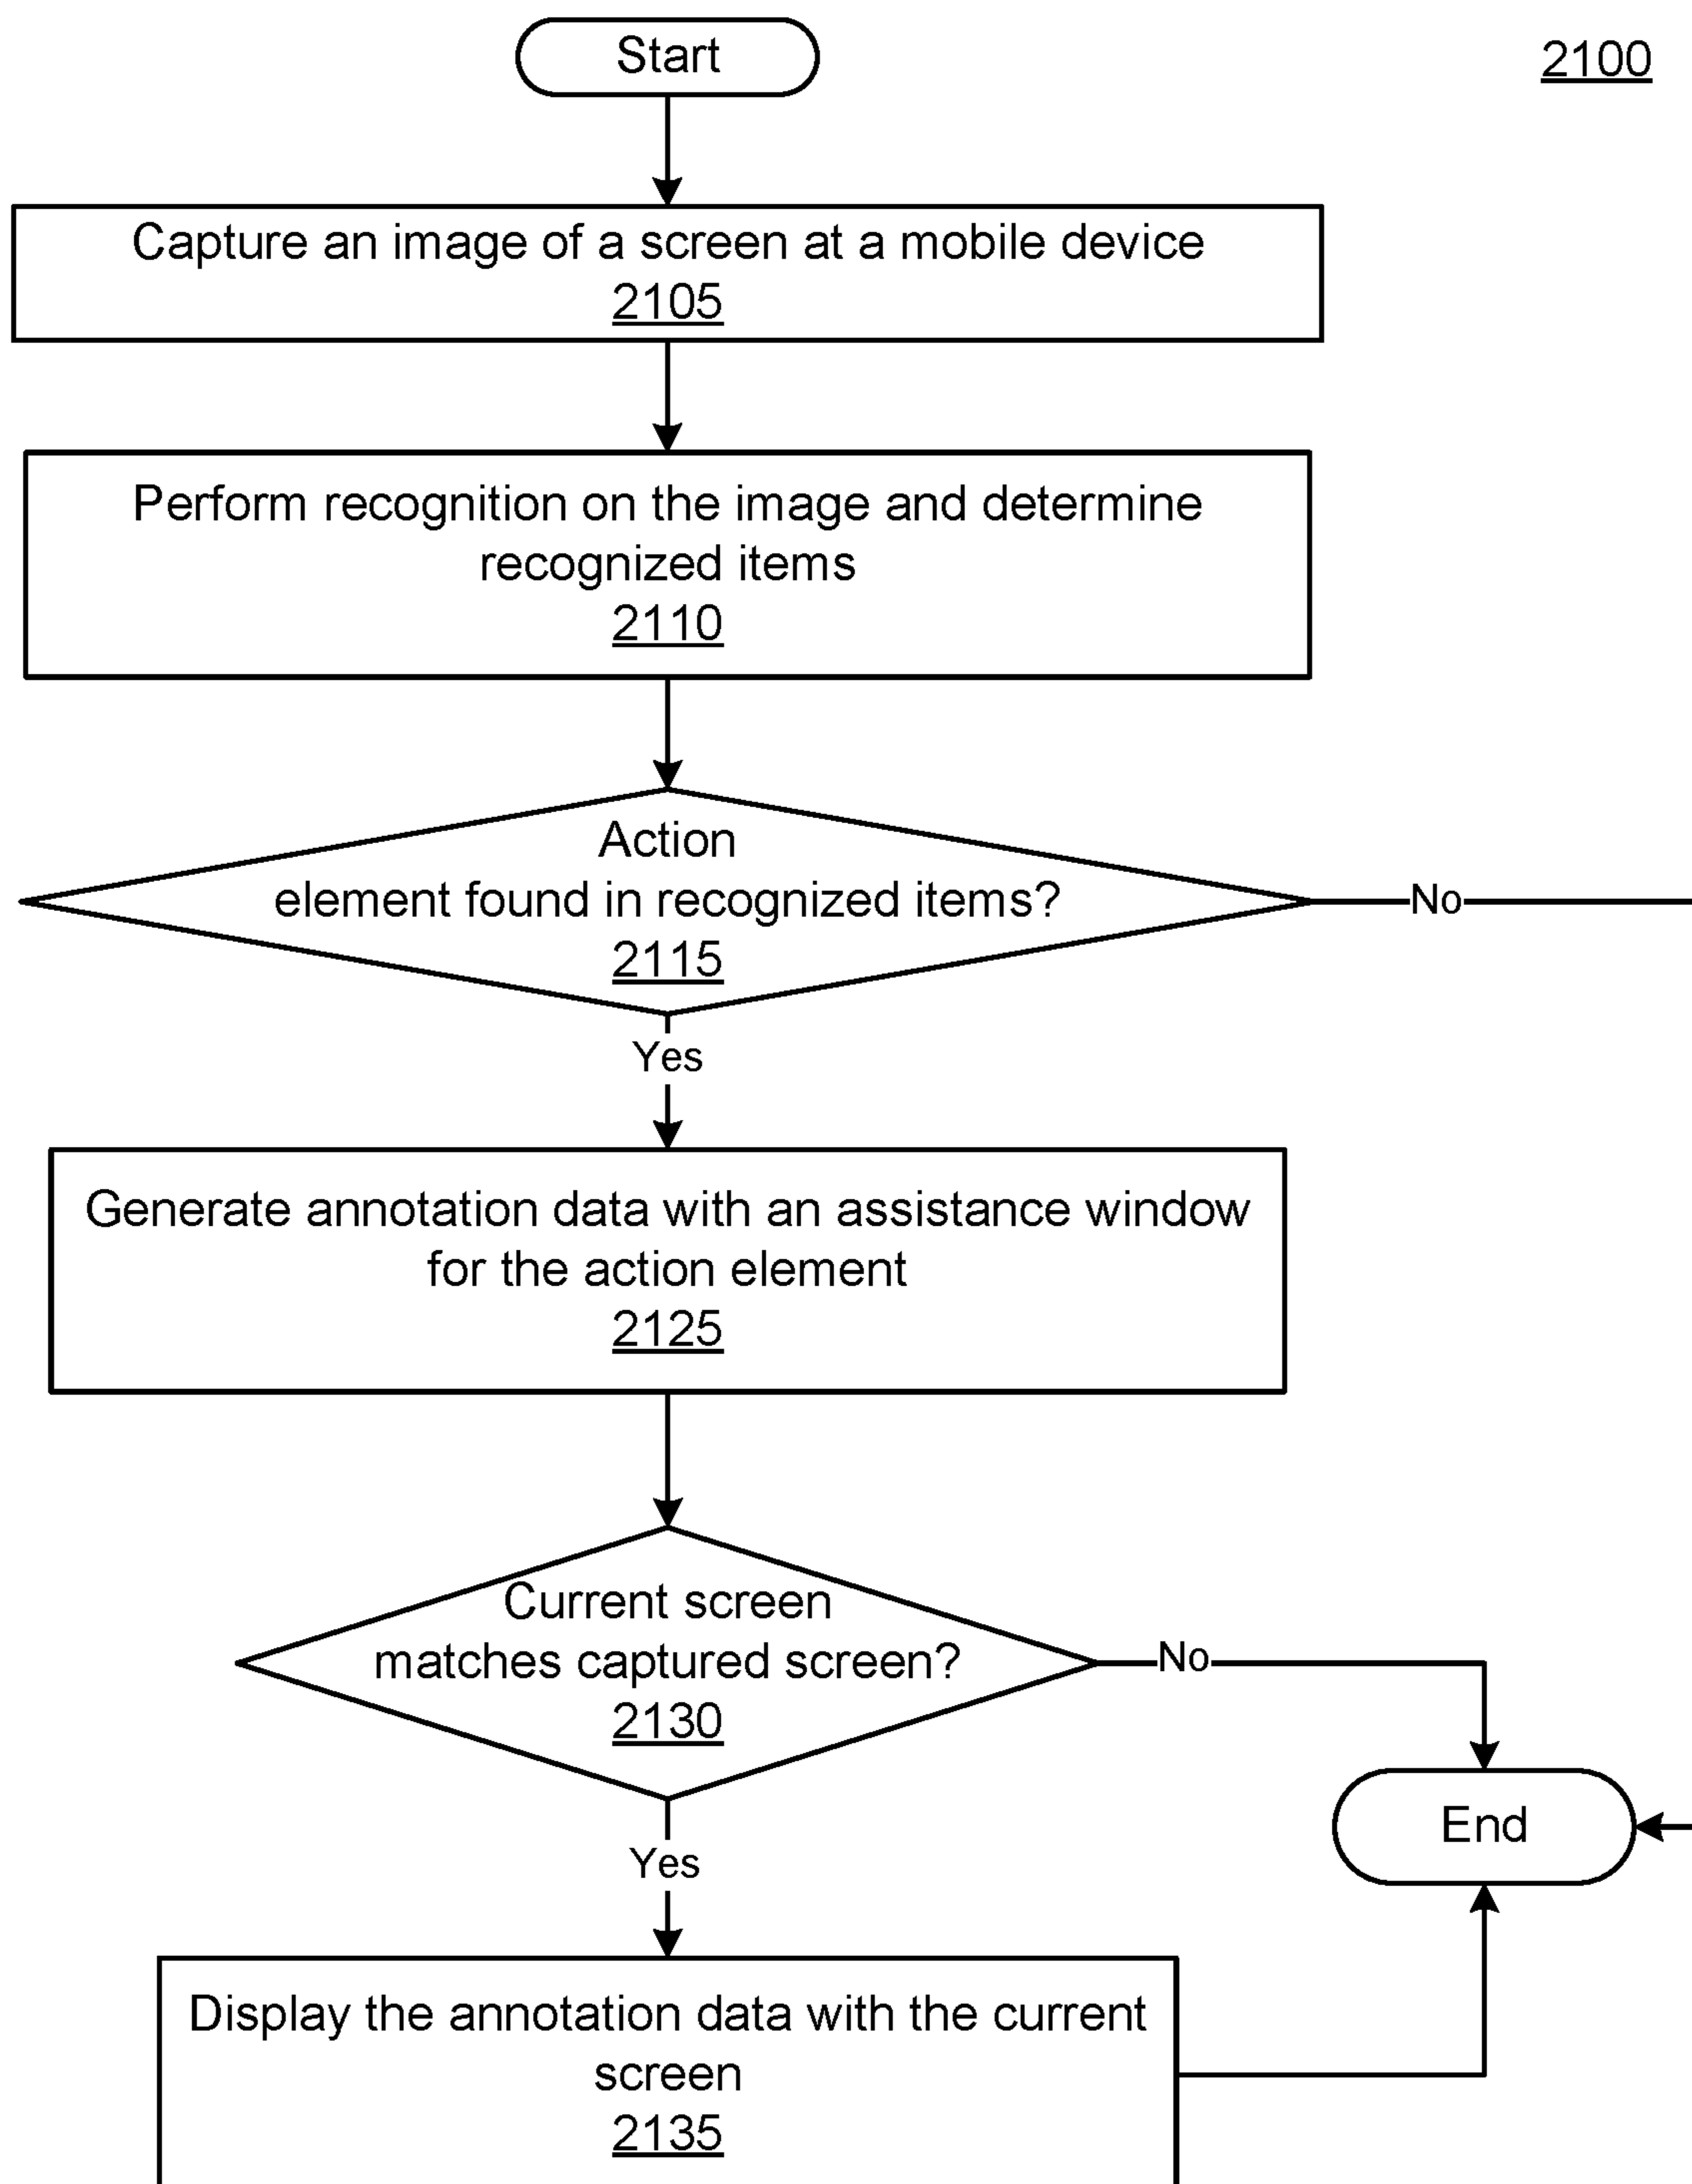 Start
2100
Capture an image of a screen at a mobile device
2105
Perform recognition on the image and determine
recognized items
2110
Action
element found in recognized items?
2115
No
Yes
Generate annotation data with an assistance window
for the action element
2125
Current screen
matches captured screen?
2130
No
Yes
End
Display the annotation data with the current
screen
2135